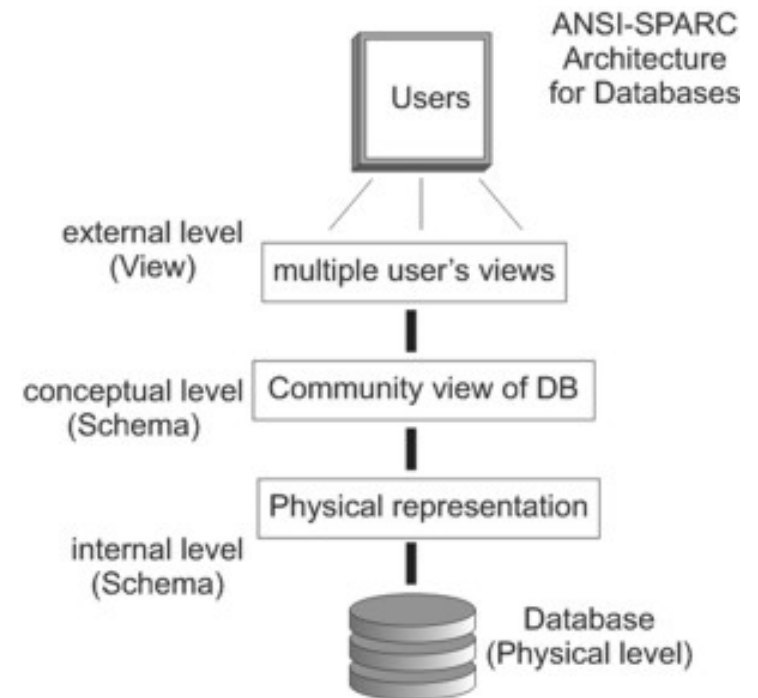 ANSI-SPARC
Architecture
for Databases
Users
external level
(View)
multiple user's views
conceptual level
(Schema)
Community view of DB
Physical representation
internal level
(Schema)
Database
(Physical level)